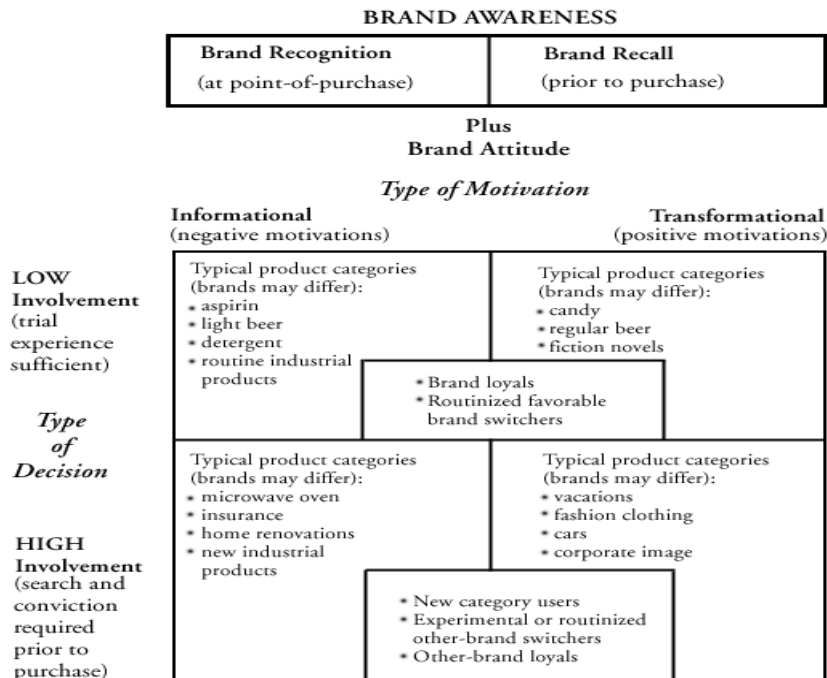 BRAND AWARENESS
Brand Recognition
(at point-of-purchase)
Brand Recall
(prior to purchase)
Plus
Brand Attitude
Type of Motivation
Informational
(negative motivations)
Transformational
(positive motivations)
LOW
Involvement
(trial
experience
sufficient)
Typical product categories
(brands may differ):
• aspirin
• light beer
• detergent
• routine industrial
products
Typical product categories
(brands may differ):
• candy
• regular beer
• fiction novels
• Brand loyals
• Routinized favorable
brand switchers
Type
of
Decision
HIGH
Involvement
(search and
conviction
required
prior to
purchase)
Typical product categories
(brands may differ):
• microwave oven
• insurance
• home renovations
• new industrial
products
Typical product categories
(brands may differ):
• vacations
• fashion clothing
• cars
• corporate image
• New category users
• Experimental or routinized
other-brand switchers
• Other-brand loyals